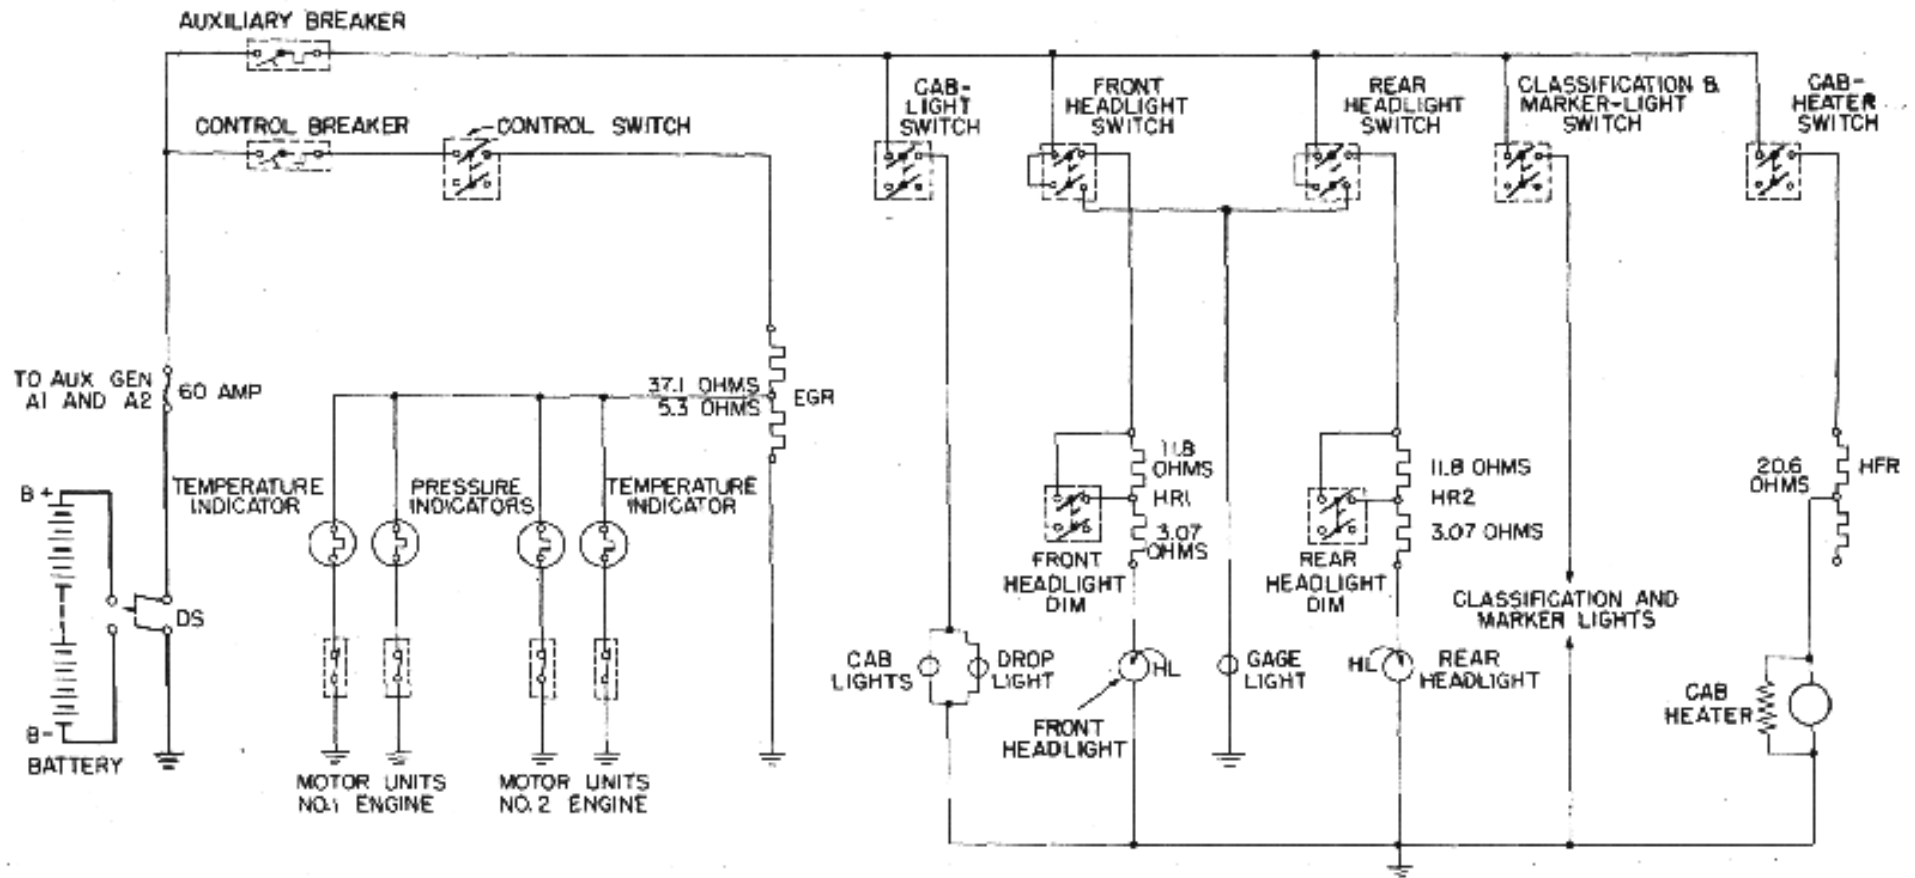 AUXILIARY BREAKER
CONTROL BREAKER
CONTROL SWITCH
CAB-
LIGHT
SWITCH
FRONT
HEADLIGHT
SWITCH
REAR
HEADLIGHT
SWITCH
CLASSIFICATION &
MARKER-LIGHT
SWITCH
CAB-
HEATER
SWITCH
TO AUX GEN
A1 AND A2
60 AMP
37.1 OHMS
5.3 OHMS
EGR
B+
TEMPERATURE
INDICATOR
PRESSURE
INDICATORS
TEMPERATURE
INDICATOR
DS
B-
BATTERY
MOTOR UNITS
NO.1 ENGINE
MOTOR UNITS
NO.2 ENGINE
11.8
OHMS
HR1
3.07
OHMS
FRONT
HEADLIGHT
DIM
11.8 OHMS
HR2
3.07 OHMS
REAR
HEADLIGHT
DIM
20.6
OHMS
HFR
CLASSIFICATION AND
MARKER LIGHTS
CAB
LIGHTS
DROP
LIGHT
HL
FRONT
HEADLIGHT
GAGE
LIGHT
HL
REAR
HEADLIGHT
CAB
HEATER